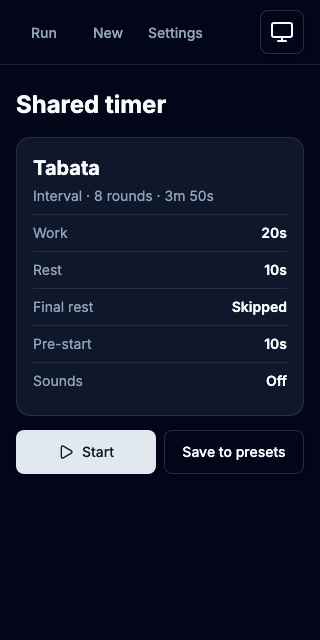 Run New Settings
Shared timer
Tabata
Interval · 8 rounds · 3m 50s
Work 20s
Rest 10s
Final rest Skipped
Pre-start 10s
Sounds Off
Start Save to presets